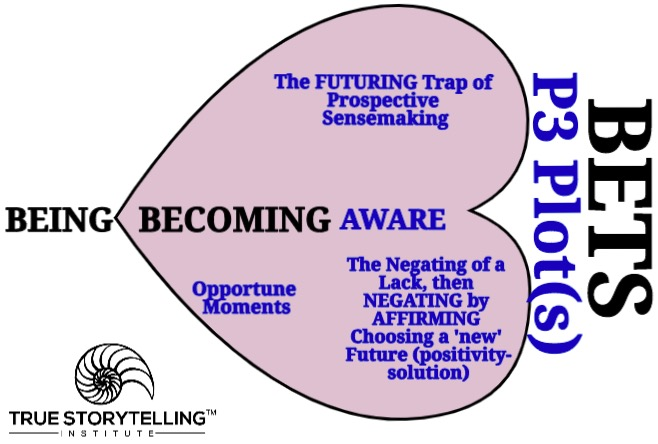 The FUTURING Trap of
Prospective
Sensemaking
BEING BECOMING AWARE
Opportune
Moments
The Negating of a
Lack, then
NEGATING by
AFFIRMING
Choosing a 'new'
Future (positivity-
solution)
P3 Plot(s)
BETS
TRUE STORYTELLING™
INSTITUTE